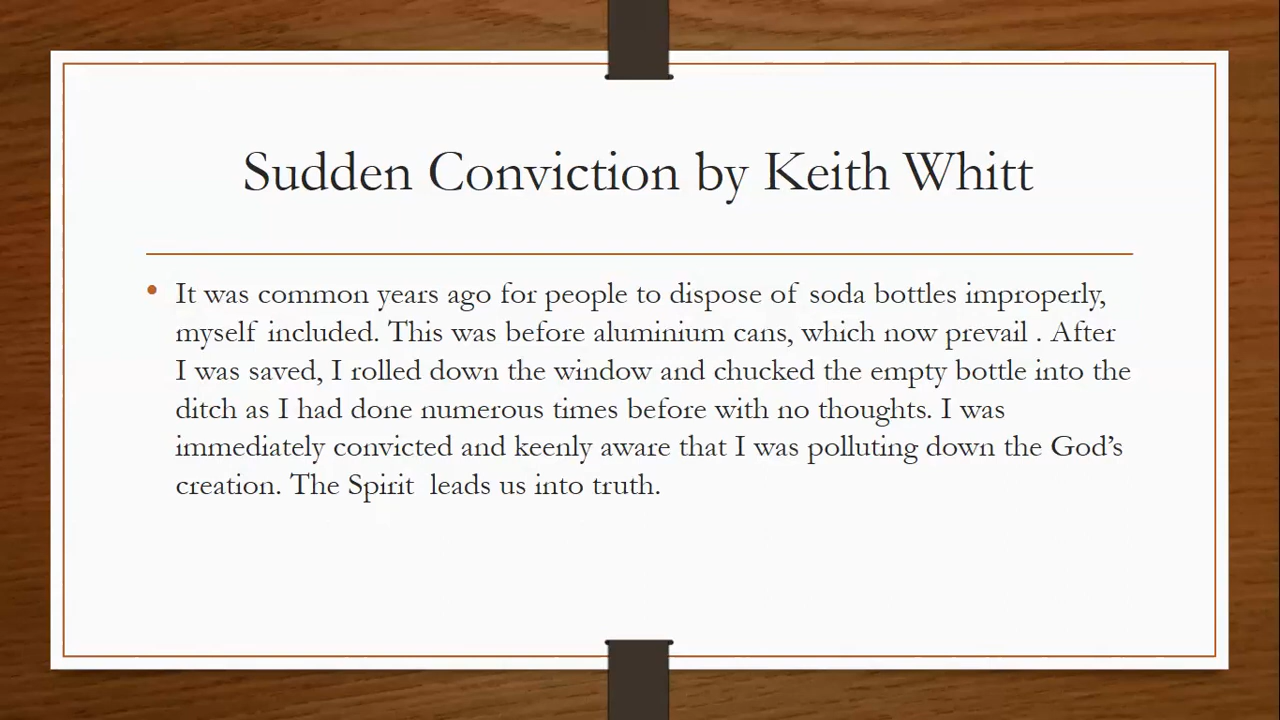 Sudden Conviction by Keith Whitt
• It was common years ago for people to dispose of soda bottles improperly,
myself included. This was before aluminium cans, which now prevail . After
I was saved, I rolled down the window and chucked the empty bottle into the
ditch as I had done numerous times before with no thoughts. I was
immediately convicted and keenly aware that I was polluting down the God’s
creation. The Spirit  leads us into truth.